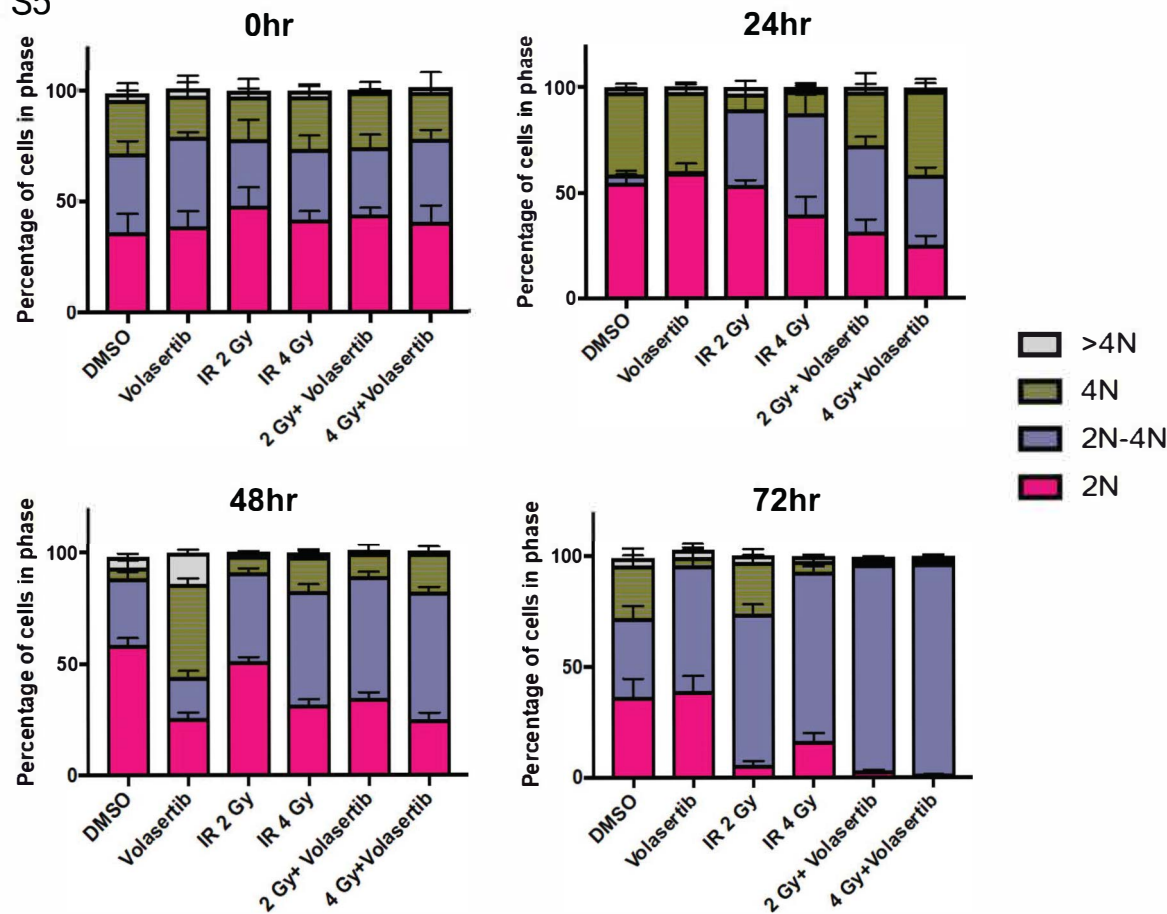 S5
0hr
Percentage of cells in phase
100
50
0
DMSO
Volasertib
IR 2 Gy
IR 4 Gy
2 Gy+ Volasertib
4 Gy+Volasertib
24hr
Percentage of cells in phase
100
50
0
DMSO
Volasertib
IR 2 Gy
IR 4 Gy
2 Gy+ Volasertib
4 Gy+Volasertib
>4N
4N
2N-4N
2N
48hr
Percentage of cells in phase
100
50
0
DMSO
Volasertib
IR 2 Gy
IR 4 Gy
2 Gy+ Volasertib
4 Gy+Volasertib
72hr
Percentage of cells in phase
100
50
0
DMSO
Volasertib
IR 2 Gy
IR 4 Gy
2 Gy+ Volasertib
4 Gy+Volasertib